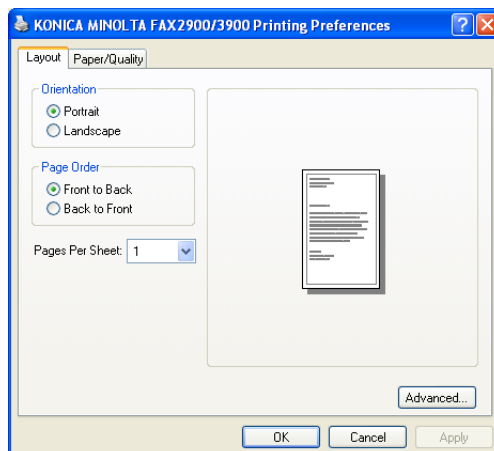 KONICA MINOLTA FAX2900/3900 Printing Preferences
Layout Paper/Quality
Orientation
Portrait
Landscape
Page Order
Front to Back
Back to Front
Pages Per Sheet: 1
Advanced...
OK Cancel Apply